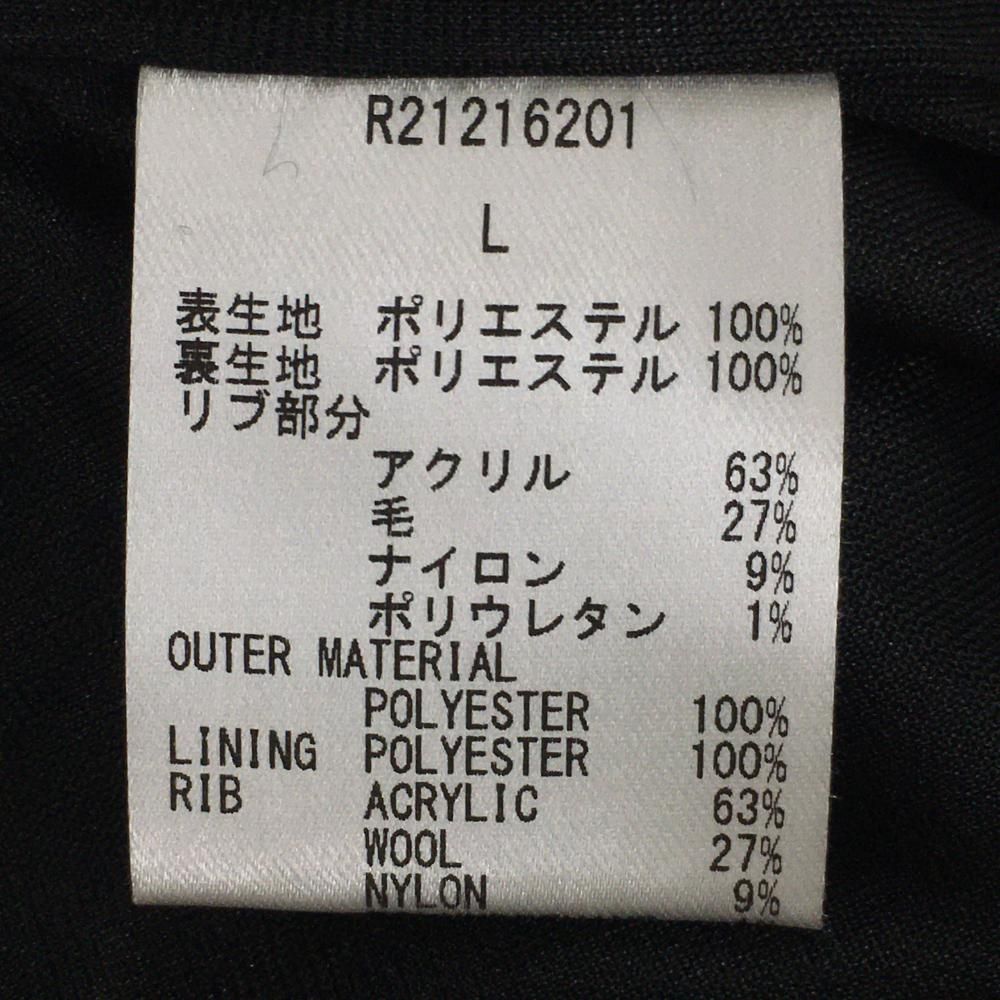 R21216201
L
表生地 ポリエステル 100%
裏生地 ポリエステル 100%
リブ部分
アクリル 63%
毛 27%
ナイロン 9%
ポリウレタン 1%
OUTER MATERIAL
POLYESTER 100%
LINING POLYESTER 100%
RIB ACRYLIC 63%
WOOL 27%
NYLON 9%